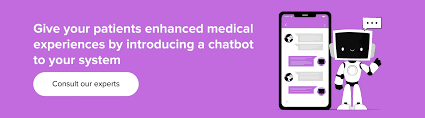 Give your patients enhanced medical
experiences by introducing a chatbot
to your system
Consult our experts